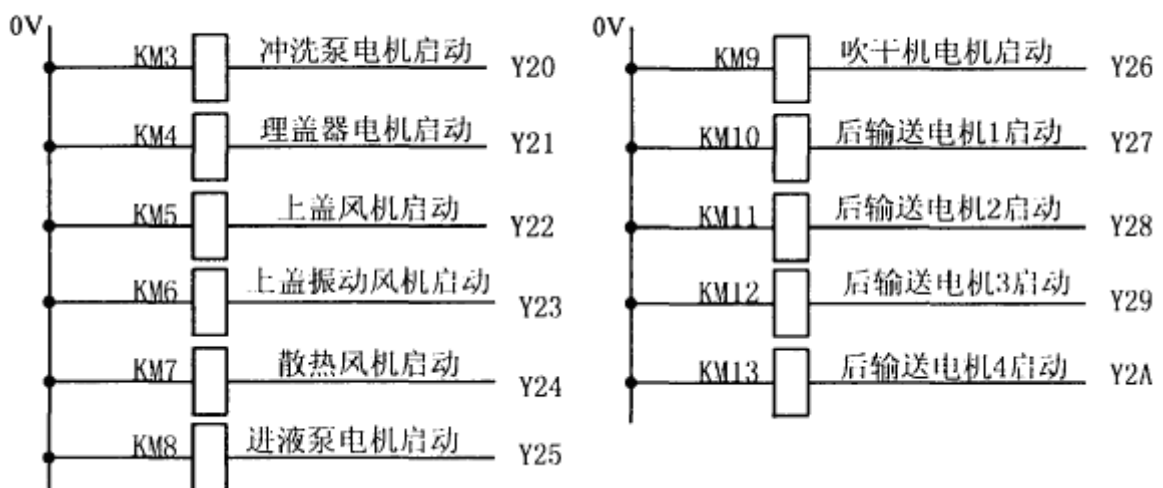 0V
KM3 冲洗泵电机启动 Y20
KM4 理盖器电机启动 Y21
KM5 上盖风机启动 Y22
KM6 上盖振动风机启动 Y23
KM7 散热风机启动 Y24
KM8 进液泵电机启动 Y25
0V
KM9 吹干机电机启动 Y26
KM10 后输送电机1启动 Y27
KM11 后输送电机2启动 Y28
KM12 后输送电机3启动 Y29
KM13 后输送电机4启动 Y2A